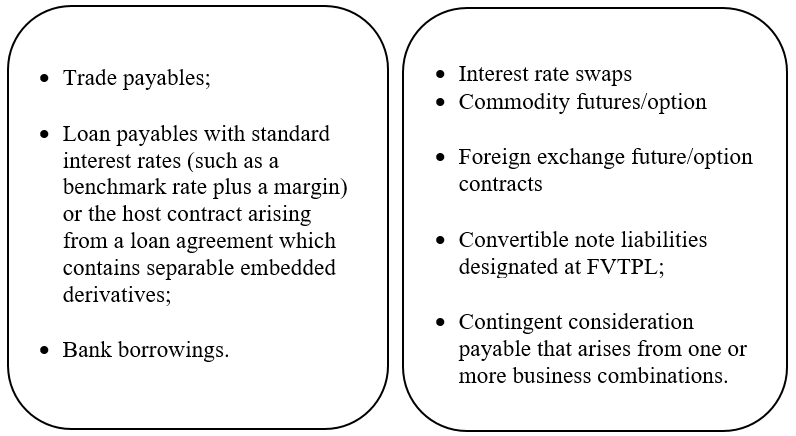 • Trade payables;
• Loan payables with standard
interest rates (such as a
benchmark rate plus a margin)
or the host contract arising
from a loan agreement which
contains separable embedded
derivatives;
• Bank borrowings.
• Interest rate swaps
• Commodity futures/option
• Foreign exchange future/option
contracts
• Convertible note liabilities
designated at FVTPL;
• Contingent consideration
payable that arises from one or
more business combinations.